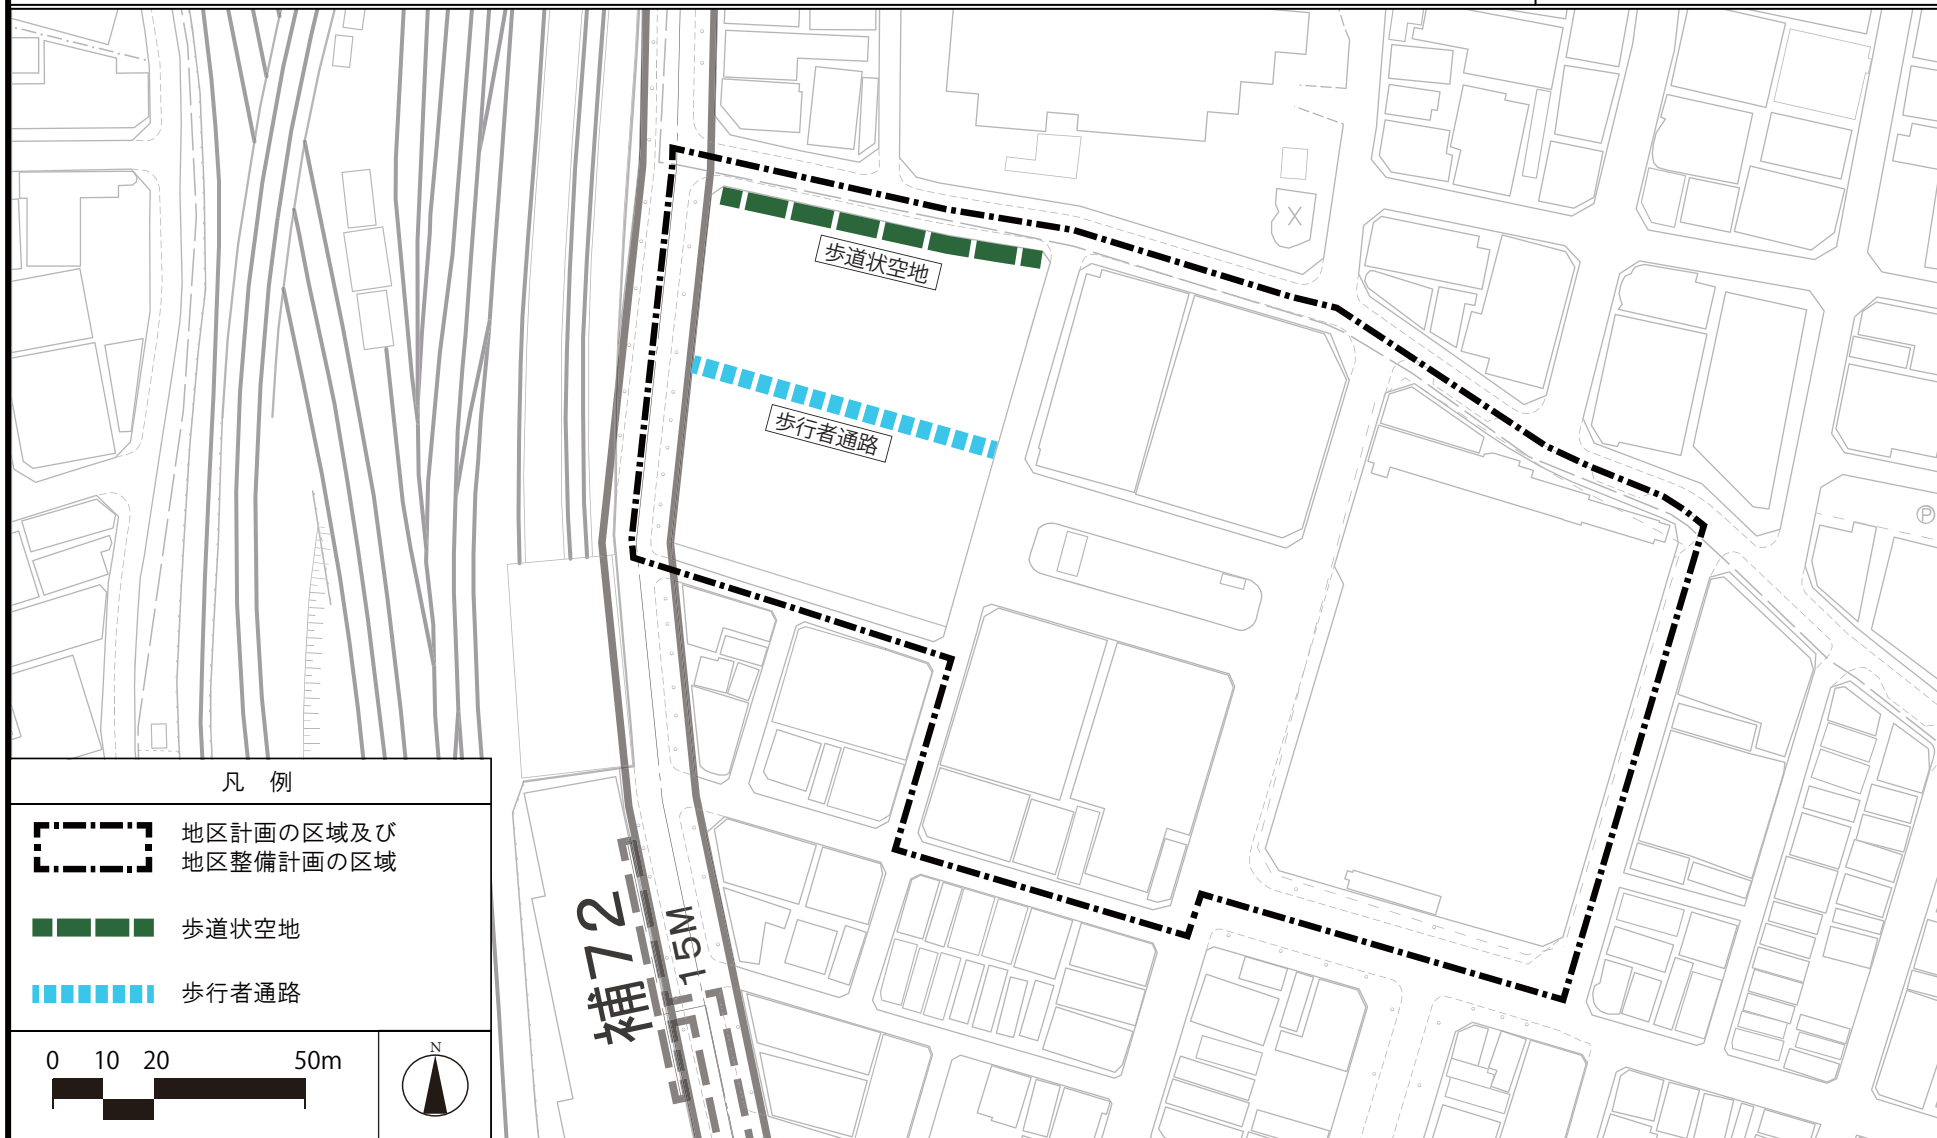 歩道状空地
歩行者通路
P
補72
15M
凡 例
地区計画の区域及び
地区整備計画の区域
歩道状空地
歩行者通路
0 10 20 50m
N